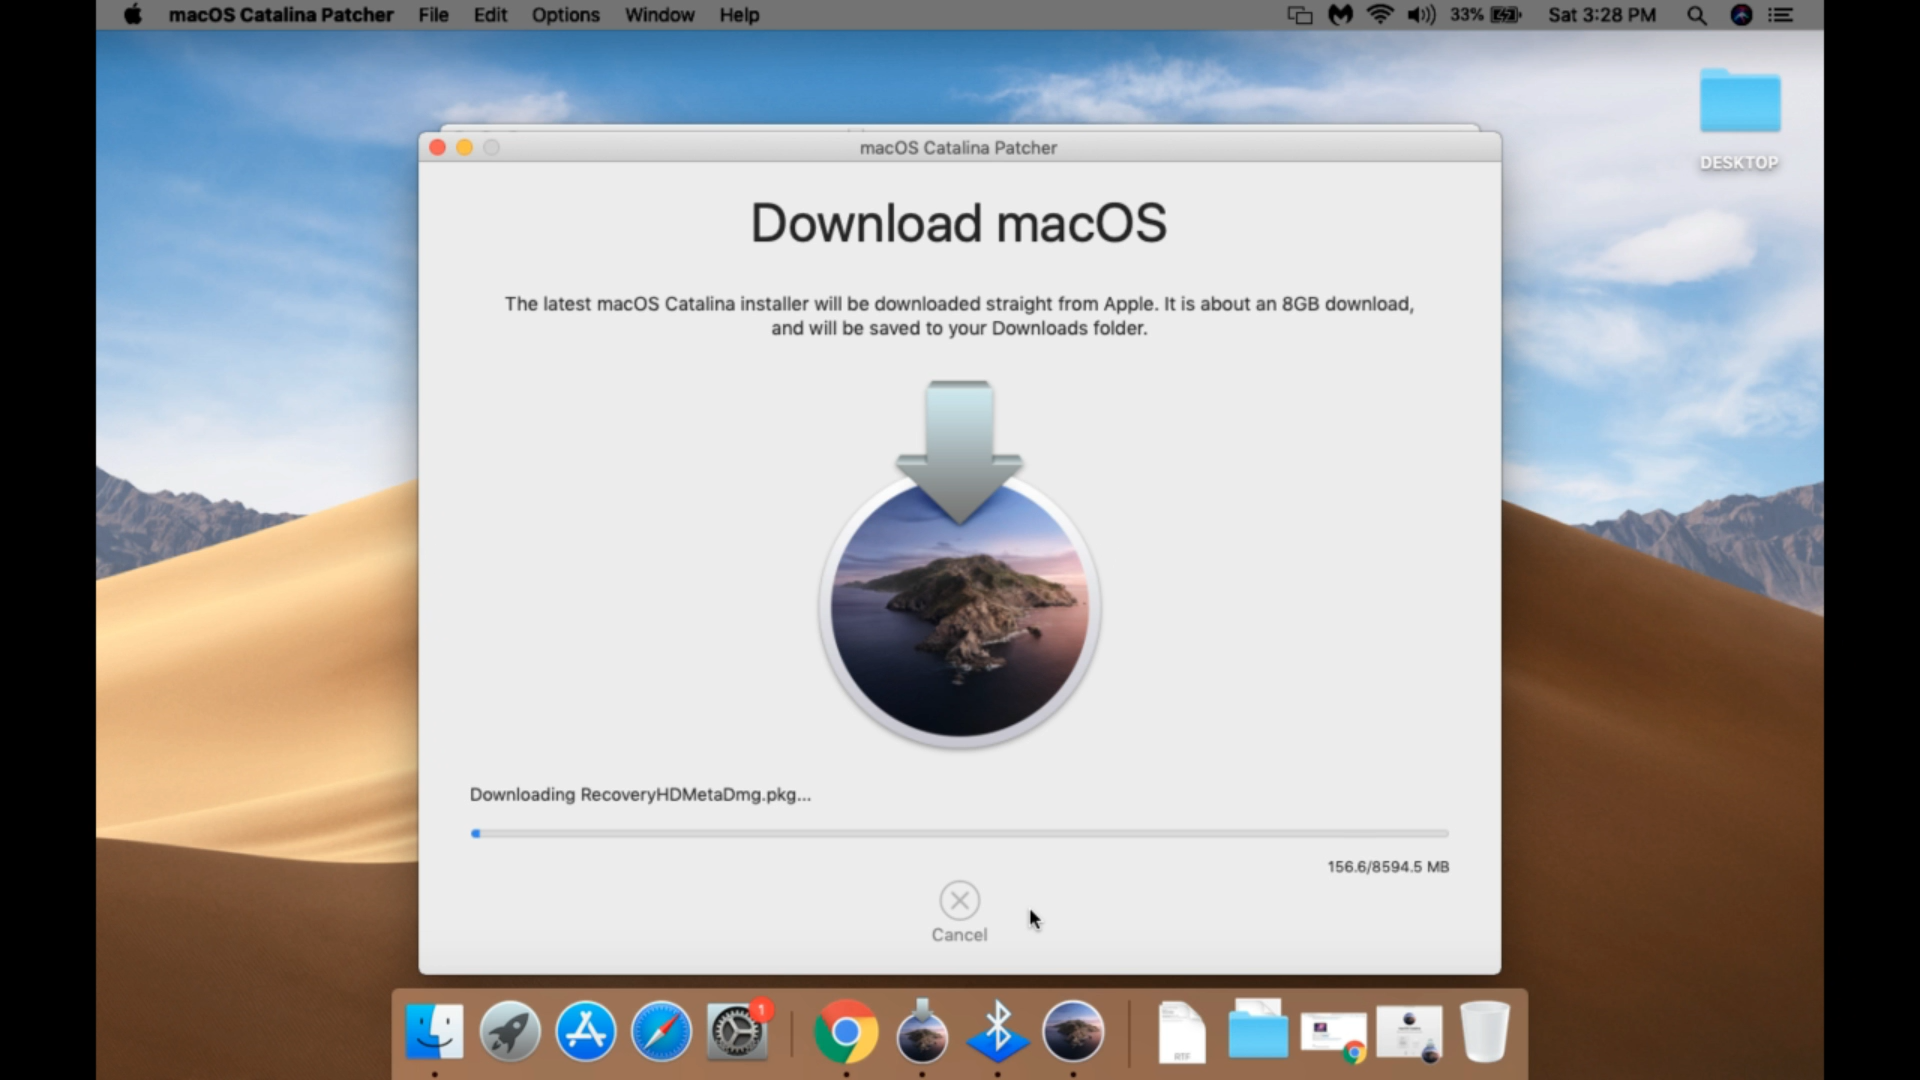 macOS Catalina Patcher File Edit Options Window Help 33% Sat 3:28 PM
DESKTOP
macOS Catalina Patcher
Download macOS
The latest macOS Catalina installer will be downloaded straight from Apple. It is about an 8GB download,
and will be saved to your Downloads folder.
Downloading RecoveryHDMetaDmg.pkg...
156.6/8594.5 MB
Cancel
1
RTF